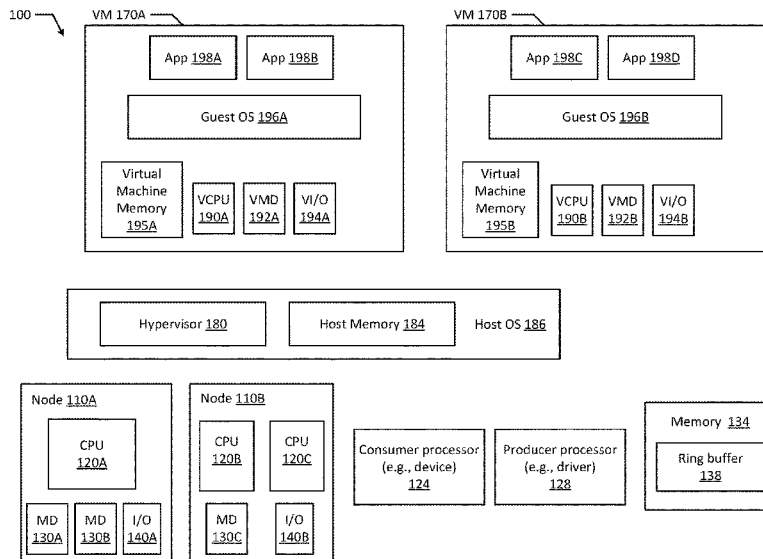 100
VM 170A
App 198A
App 198B
Guest OS 196A
Virtual
Machine
Memory
195A
VCPU
190A
VMD
192A
VI/O
194A
VM 170B
App 198C
App 198D
Guest OS 196B
Virtual
Machine
Memory
195B
VCPU
190B
VMD
192B
VI/O
194B
Hypervisor 180
Host Memory 184
Host OS 186
Node 110A
CPU
120A
MD
130A
MD
130B
I/O
140A
Node 110B
CPU
120B
CPU
120C
MD
130C
I/O
140B
Consumer processor
(e.g., device)
124
Producer processor
(e.g., driver)
128
Memory 134
Ring buffer
138